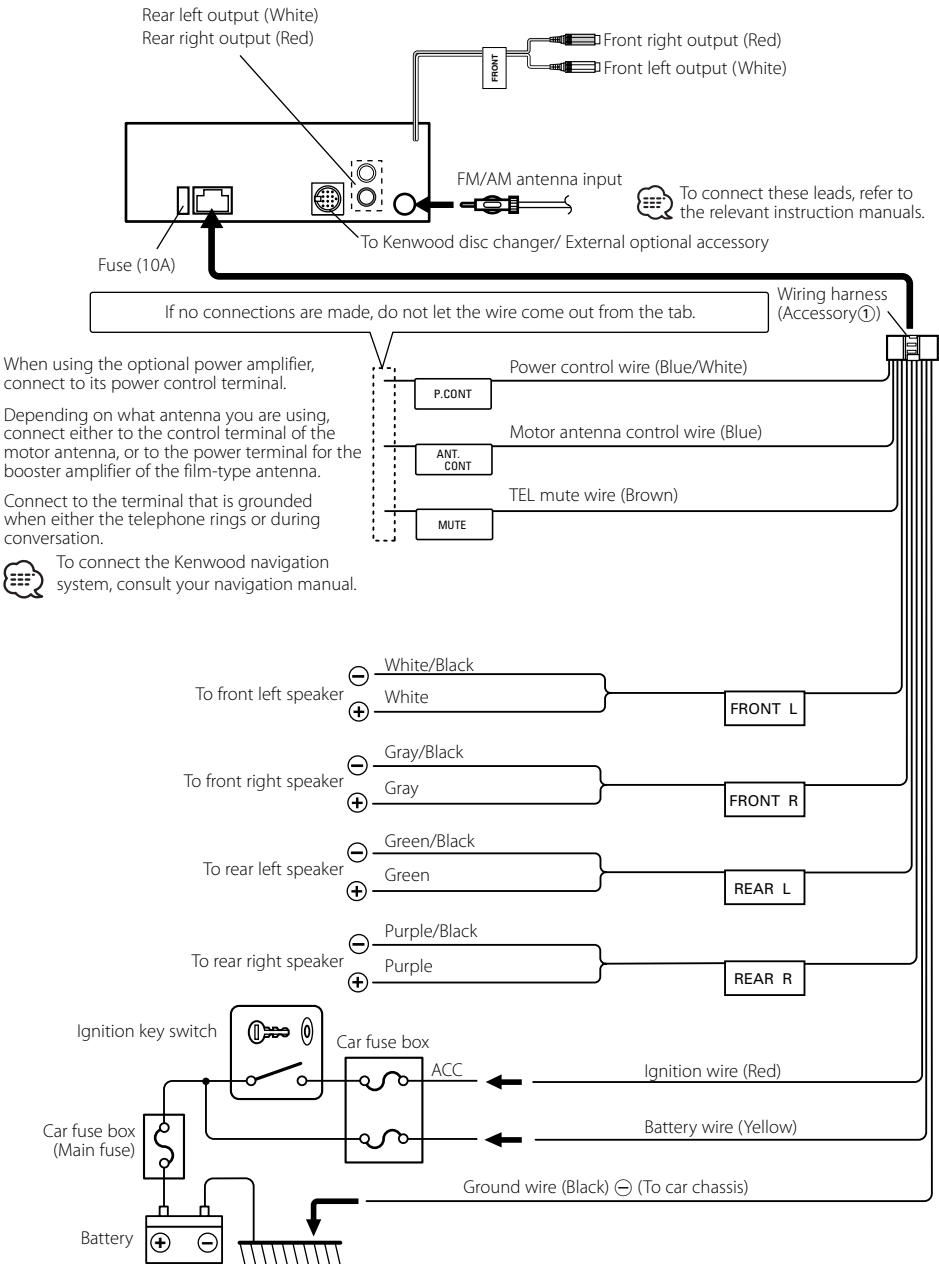 Rear left output (White)
Rear right output (Red)
FRONT
Front right output (Red)
Front left output (White)
FM/AM antenna input
To connect these leads, refer to
the relevant instruction manuals.
To Kenwood disc changer/ External optional accessory
Fuse (10A)
Wiring harness
(Accessory①)
If no connections are made, do not let the wire come out from the tab.
When using the optional power amplifier,
connect to its power control terminal.
Power control wire (Blue/White)
P.CONT
Depending on what antenna you are using,
connect either to the control terminal of the
motor antenna, or to the power terminal for the
booster amplifier of the film-type antenna.
Motor antenna control wire (Blue)
ANT.
CONT
Connect to the terminal that is grounded
when either the telephone rings or during
conversation.
TEL mute wire (Brown)
MUTE
To connect the Kenwood navigation
system, consult your navigation manual.
To front left speaker
⊖ White/Black
⊕ White
FRONT L
To front right speaker
⊖ Gray/Black
⊕ Gray
FRONT R
To rear left speaker
⊖ Green/Black
⊕ Green
REAR L
To rear right speaker
⊖ Purple/Black
⊕ Purple
REAR R
Ignition key switch
Car fuse box
ACC
Ignition wire (Red)
Car fuse box
(Main fuse)
Battery wire (Yellow)
Ground wire (Black) ⊖ (To car chassis)
Battery
⊕ ⊖